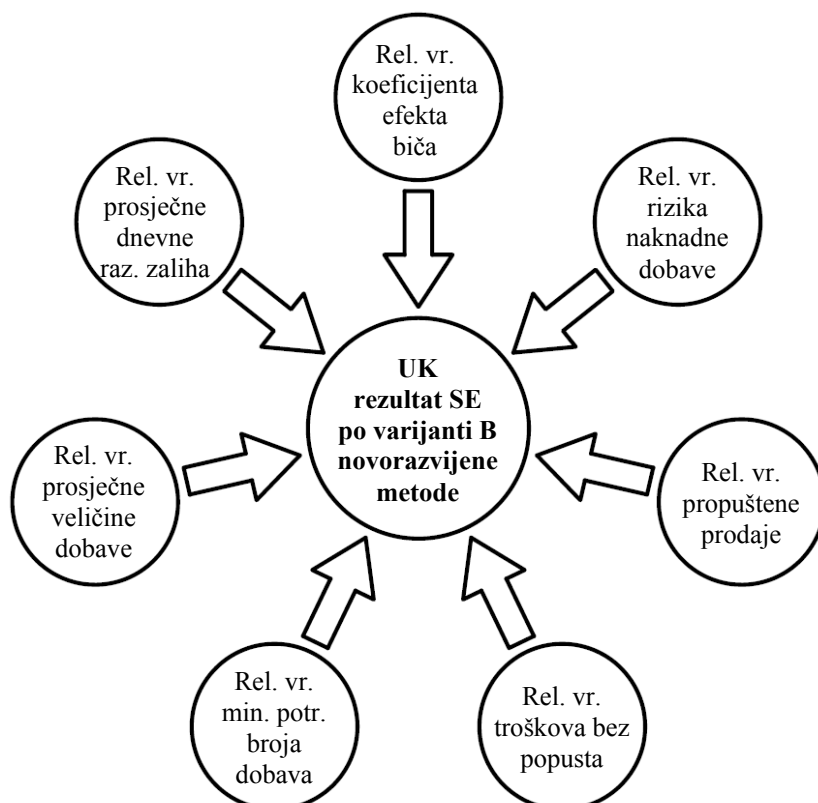 Rel. vr.
koeficijenta
efekta
biča
Rel. vr.
prosječne
dnevne
raz. zaliha
Rel. vr.
rizika
naknadne
dobave
UK
rezultat SE
po varijanti B
novorazvijene
metode
Rel. vr.
prosječne
veličine
dobave
Rel. vr.
propuštene
prodaje
Rel. vr.
min. potr.
broja
dobava
Rel. vr.
troškova bez
popusta